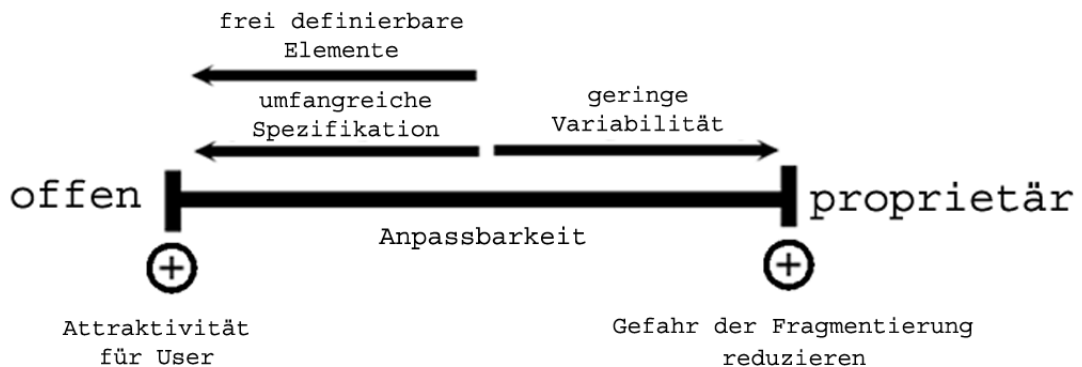 frei definierbare
Elemente
umfangreiche
Spezifikation
geringe
Variabilität
offen
proprietär
Anpassbarkeit
Attraktivität
für User
Gefahr der Fragmentierung
reduzieren